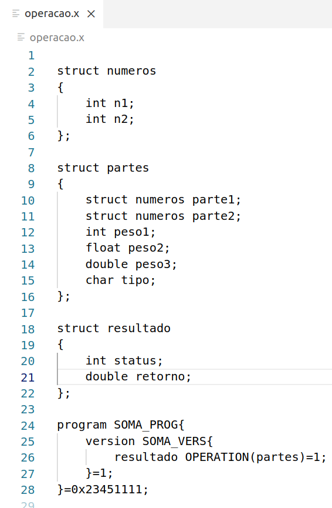 operacao.x ×
operacao.x
1
2 struct numeros
3 {
4     int n1;
5     int n2;
6 };
7
8 struct partes
9 {
10     struct numeros parte1;
11     struct numeros parte2;
12     int peso1;
13     float peso2;
14     double peso3;
15     char tipo;
16 };
17
18 struct resultado
19 {
20     int status;
21     double retorno;
22 };
23
24 program SOMA_PROG{
25     version SOMA_VERS{
26         resultado OPERATION(partes)=1;
27     }=1;
28 }=0x23451111;
29